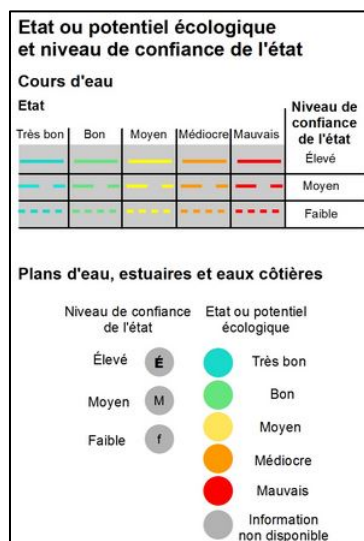 Etat ou potentiel écologique
et niveau de confiance de l'état
Cours d'eau
Etat
Niveau de
confiance
de l'état
Très bon Bon Moyen Médiocre Mauvais
Élevé
Moyen
Faible
Plans d'eau, estuaires et eaux côtières
Niveau de confiance
de l'état
Etat ou potentiel
écologique
Élevé É
Moyen M
Faible f
Très bon
Bon
Moyen
Médiocre
Mauvais
Information
non disponible